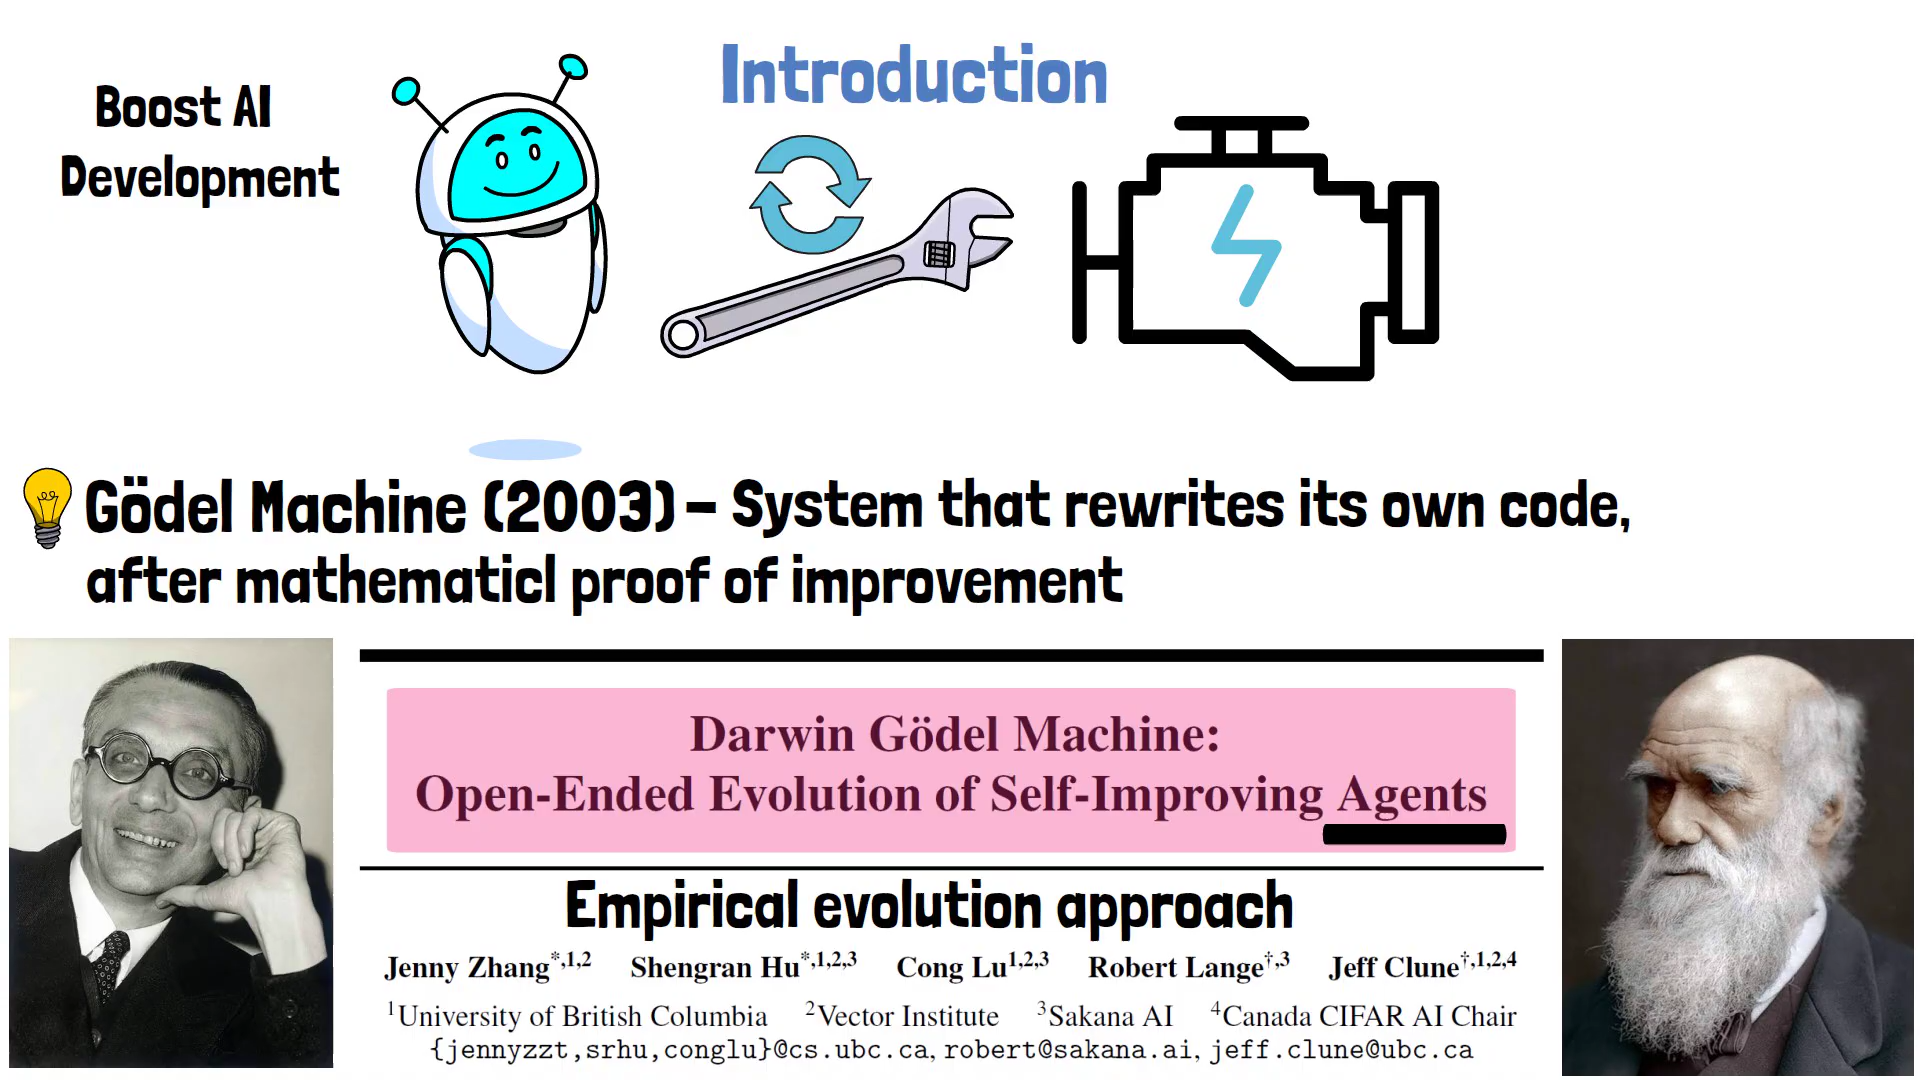 Introduction
Boost AI
Development
Gödel Machine (2003) – System that rewrites its own code,
after mathematicl proof of improvement
Darwin Gödel Machine:
Open-Ended Evolution of Self-Improving Agents
Empirical evolution approach
Jenny Zhang*,1,2 Shengran Hu*,1,2,3 Cong Lu1,2,3 Robert Lange†,3 Jeff Clune†,1,2,4
1University of British Columbia 2Vector Institute 3Sakana AI 4Canada CIFAR AI Chair
{jennyzzt,srhu,conglu}@cs.ubc.ca, robert@sakana.ai, jeff.clune@ubc.ca